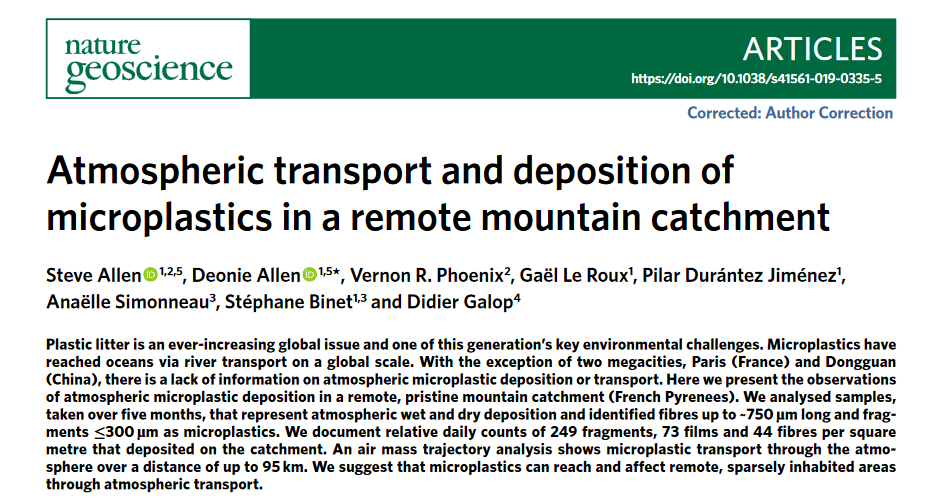 nature
geoscience
ARTICLES
https://doi.org/10.1038/s41561-019-0335-5
Corrected: Author Correction
Atmospheric transport and deposition of
microplastics in a remote mountain catchment
Steve Allen iD 1,2,5, Deonie Allen iD 1,5*, Vernon R. Phoenix2, Gaël Le Roux1, Pilar Durántez Jiménez1,
Anaëlle Simonneau3, Stéphane Binet1,3 and Didier Galop4
Plastic litter is an ever-increasing global issue and one of this generation's key environmental challenges. Microplastics have
reached oceans via river transport on a global scale. With the exception of two megacities, Paris (France) and Dongguan
(China), there is a lack of information on atmospheric microplastic deposition or transport. Here we present the observations
of atmospheric microplastic deposition in a remote, pristine mountain catchment (French Pyrenees). We analysed samples,
taken over five months, that represent atmospheric wet and dry deposition and identified fibres up to ~750 µm long and frag-
ments ≤300 µm as microplastics. We document relative daily counts of 249 fragments, 73 films and 44 fibres per square
metre that deposited on the catchment. An air mass trajectory analysis shows microplastic transport through the atmo-
sphere over a distance of up to 95 km. We suggest that microplastics can reach and affect remote, sparsely inhabited areas
through atmospheric transport.